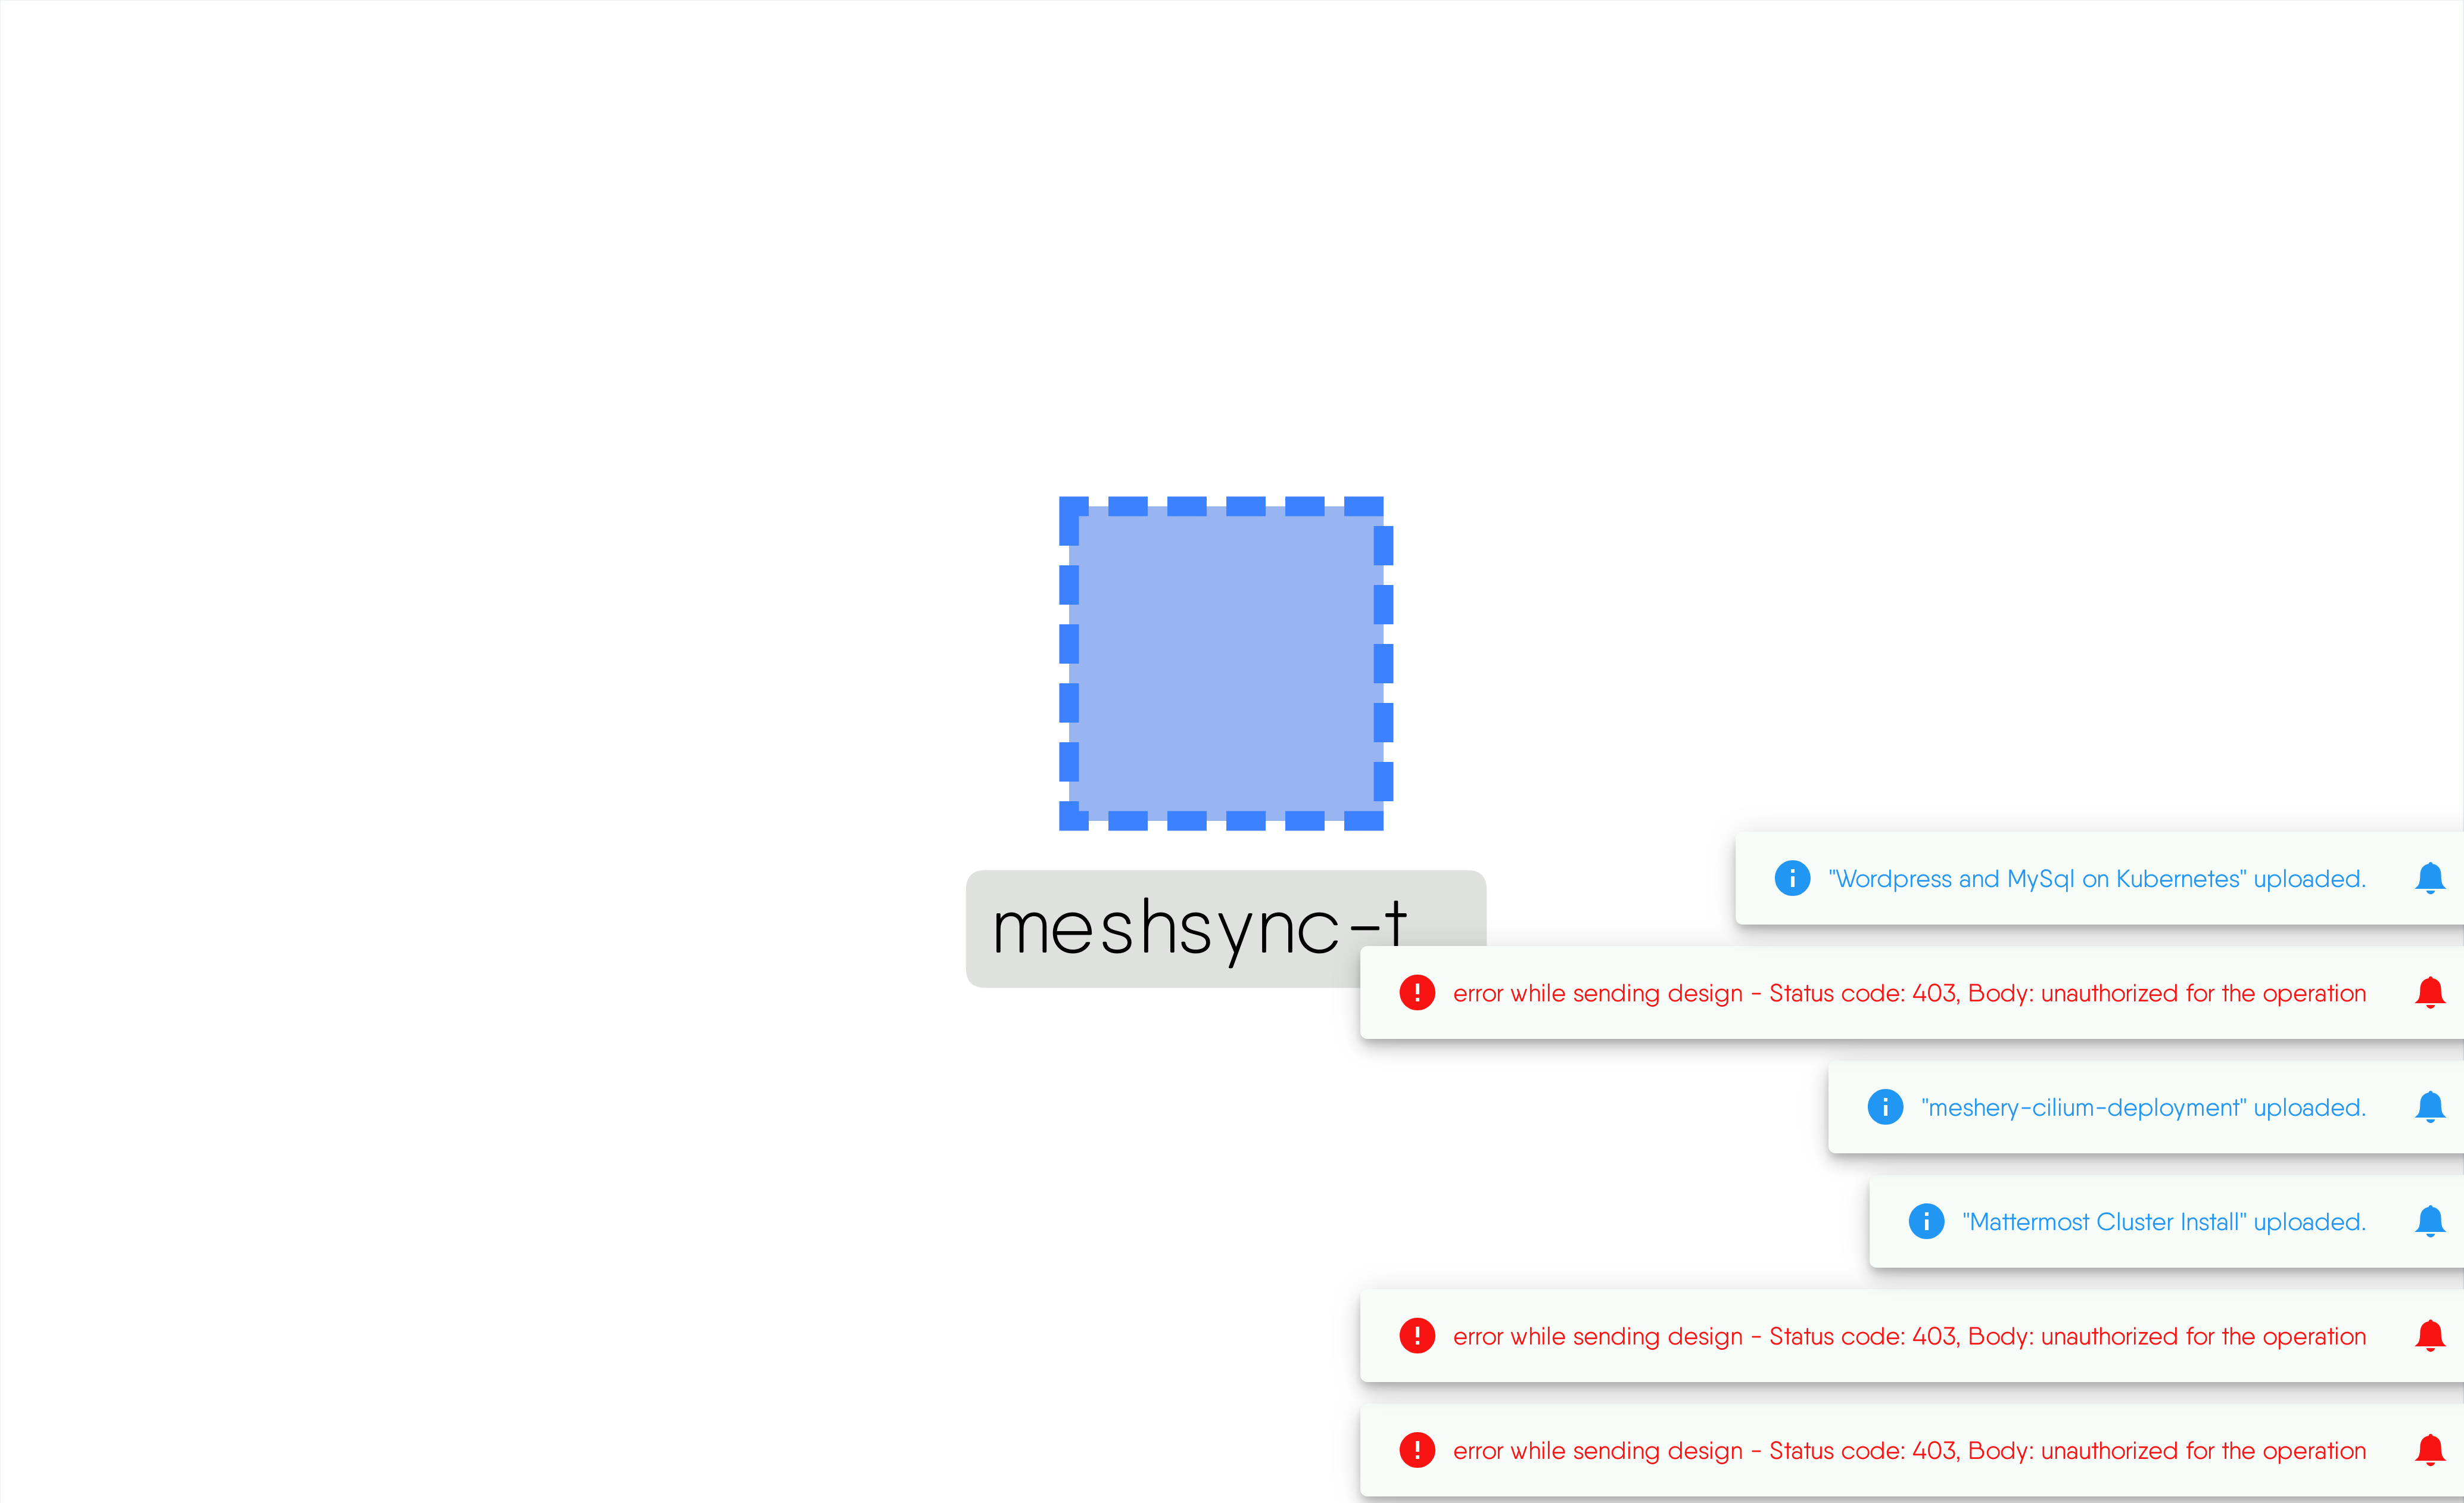 "Wordpress and MySql on Kubernetes" uploaded.
meshsync-t
error while sending design - Status code: 403, Body: unauthorized for the operation
"meshery-cilium-deployment" uploaded.
"Mattermost Cluster Install" uploaded.
error while sending design - Status code: 403, Body: unauthorized for the operation
error while sending design - Status code: 403, Body: unauthorized for the operation